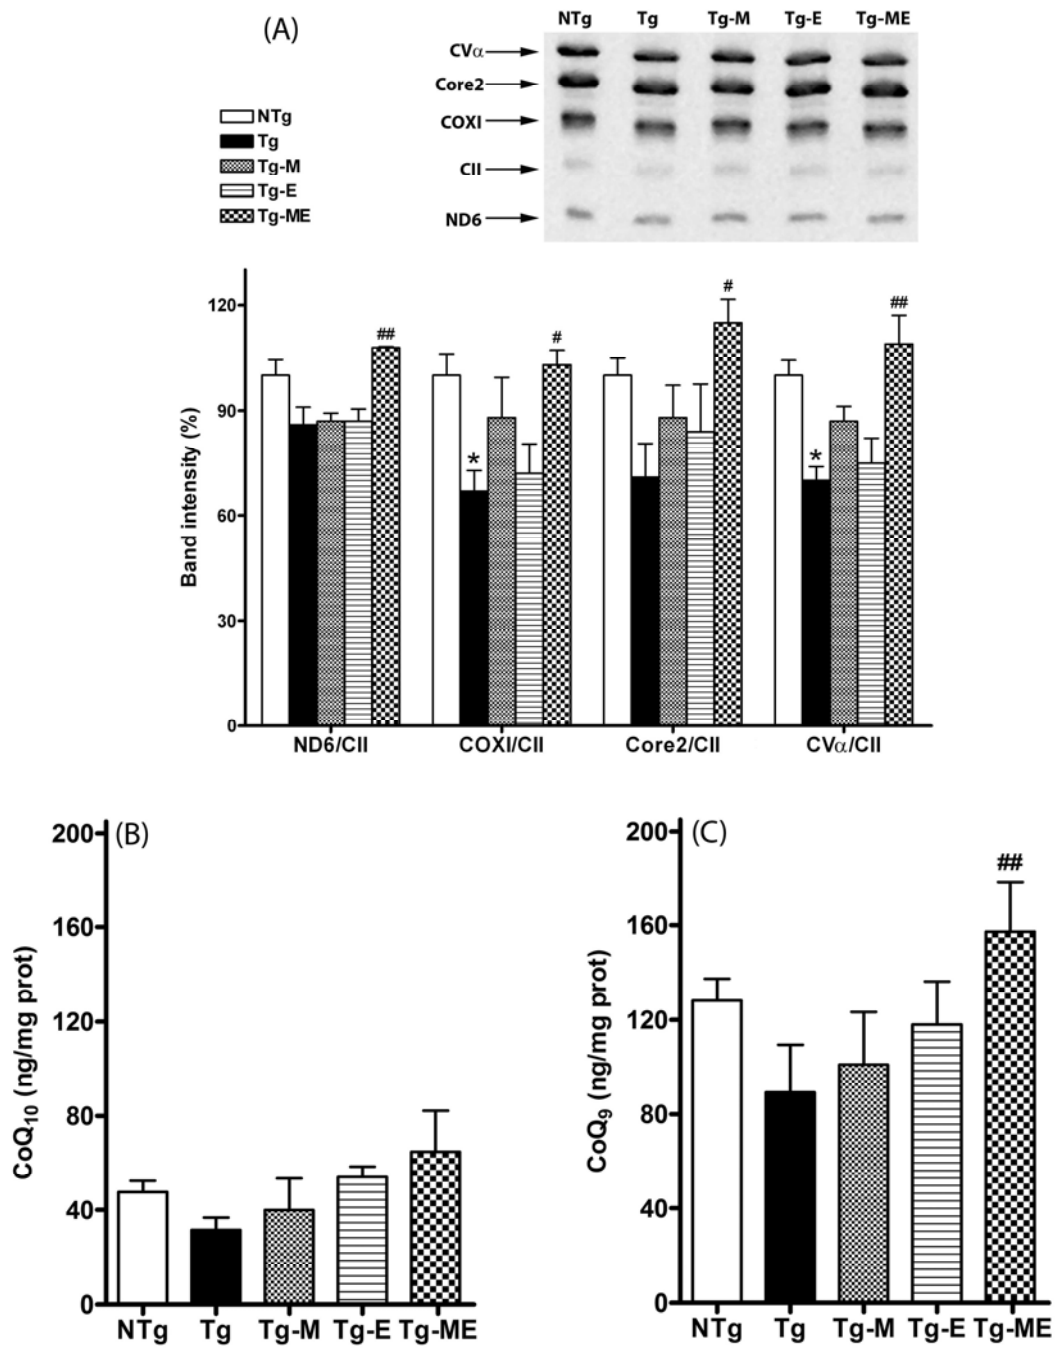 (A)
NTg Tg Tg-M Tg-E Tg-ME
CVα
Core2
COXI
CII
ND6
NTg
Tg
Tg-M
Tg-E
Tg-ME
Band intensity (%)
120
90
60
30
0
## 
* #
#
* ##
ND6/CII COXI/CII Core2/CII CVα/CII
(B)
CoQ10 (ng/mg prot)
200
160
120
80
40
0
NTg Tg Tg-M Tg-E Tg-ME
(C)
CoQ9 (ng/mg prot)
200
160
120
80
40
0
##
NTg Tg Tg-M Tg-E Tg-ME